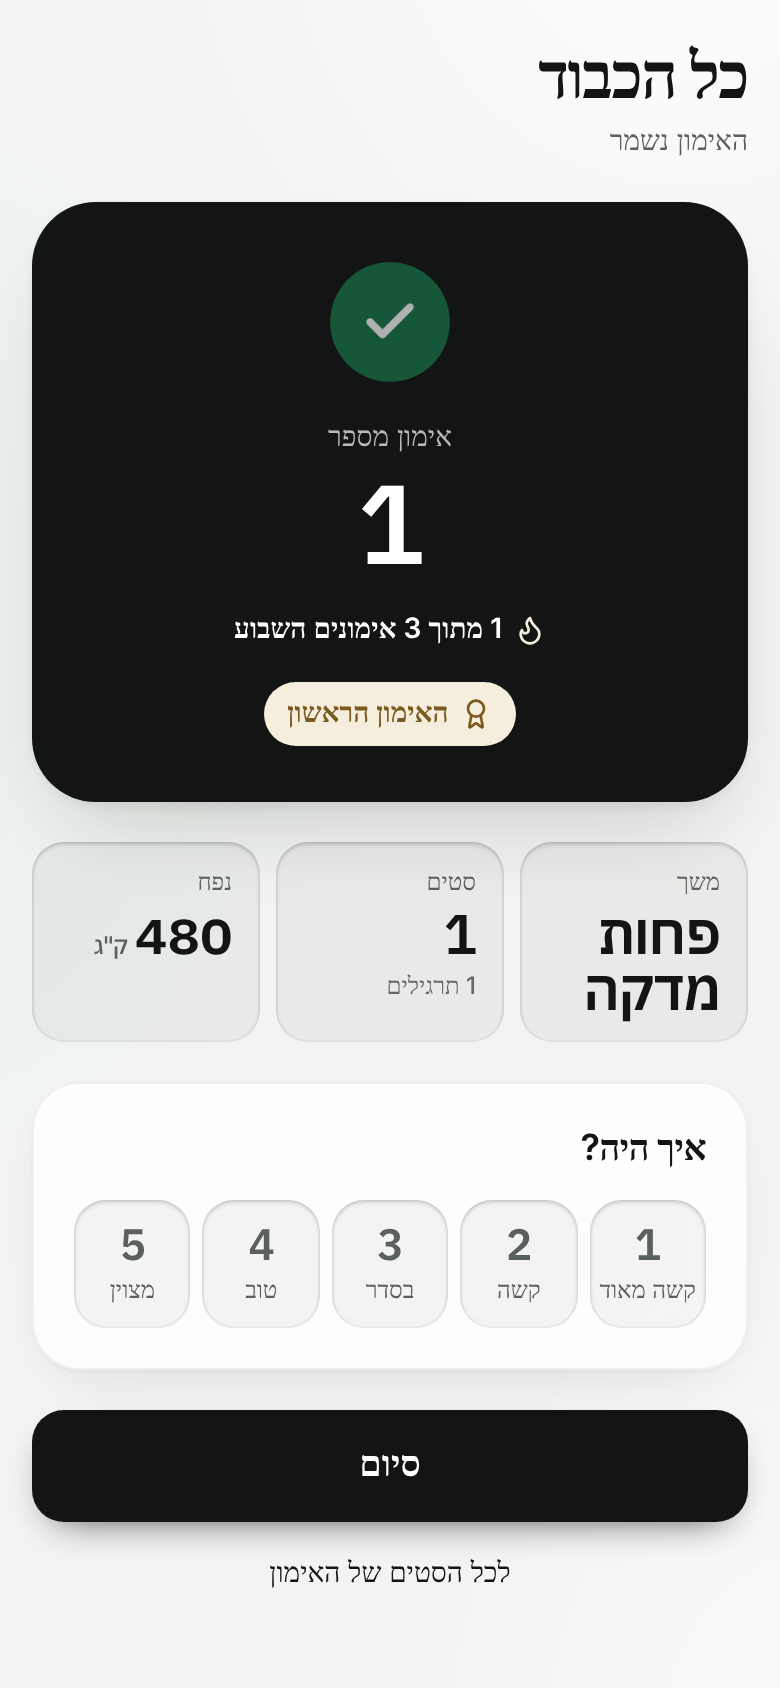 כל הכבוד
האימון נשמר
אימון מספר
1
1 מתוך 3 אימונים השבוע
האימון הראשון
משך
פחות
מדקה
סטים
1
1 תרגילים
נפח
480 ק"ג
איך היה?
1
קשה מאוד
2
קשה
3
בסדר
4
טוב
5
מצוין
סיום
לכל הסטים של האימון